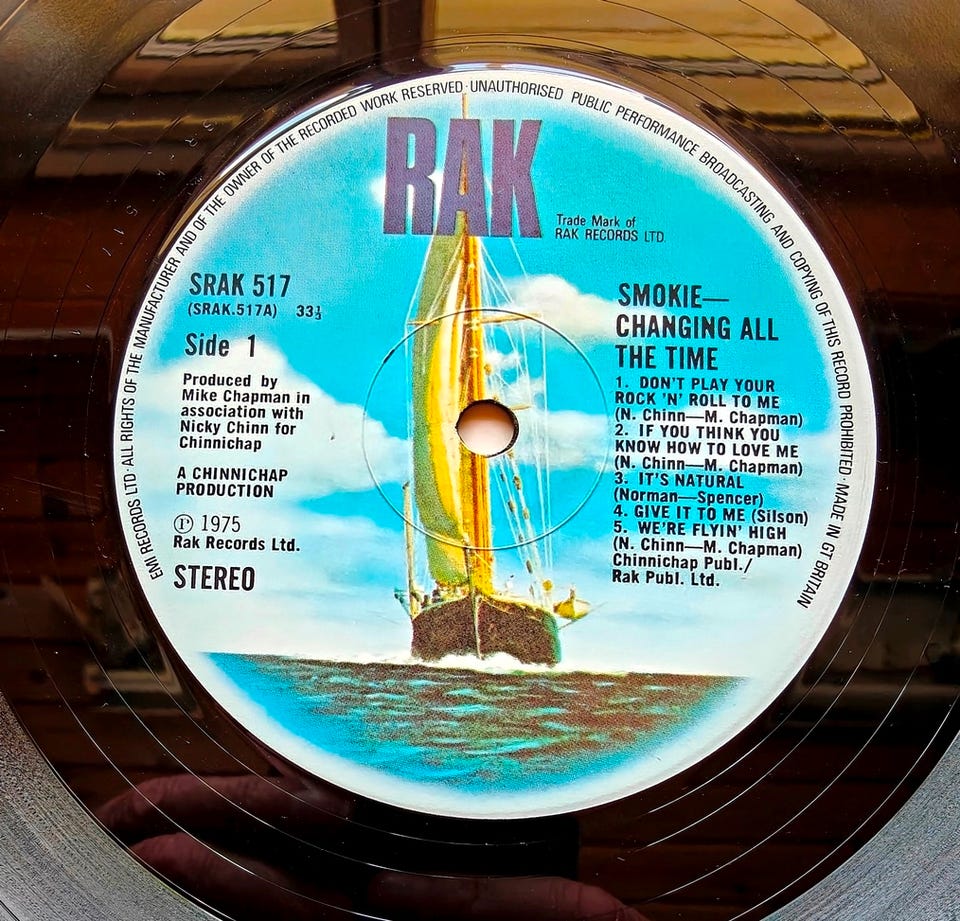 EMI RECORDS LTD · ALL RIGHTS OF THE MANUFACTURER AND OF THE OWNER OF THE RECORDED WORK RESERVED · UNAUTHORISED PUBLIC PERFORMANCE BROADCASTING AND COPYING OF THIS RECORD PROHIBITED · MADE IN GT BRITAIN
RAK
Trade Mark of
RAK RECORDS LTD
SRAK 517
(SRAK.517A) 33⅓
Side 1
Produced by
Mike Chapman in
association with
Nicky Chinn for
Chinnichap
A CHINNICHAP
PRODUCTION
Ⓟ 1975
Rak Records Ltd.
STEREO
SMOKIE—
CHANGING ALL
THE TIME
1. DON'T PLAY YOUR
ROCK 'N' ROLL TO ME
(N. Chinn—M. Chapman)
2. IF YOU THINK YOU
KNOW HOW TO LOVE ME
(N. Chinn—M. Chapman)
3. IT'S NATURAL
(Norman—Spencer)
4. GIVE IT TO ME (Silson)
5. WE'RE FLYIN' HIGH
(N. Chinn—M. Chapman)
Chinnichap Publ./
Rak Publ. Ltd.